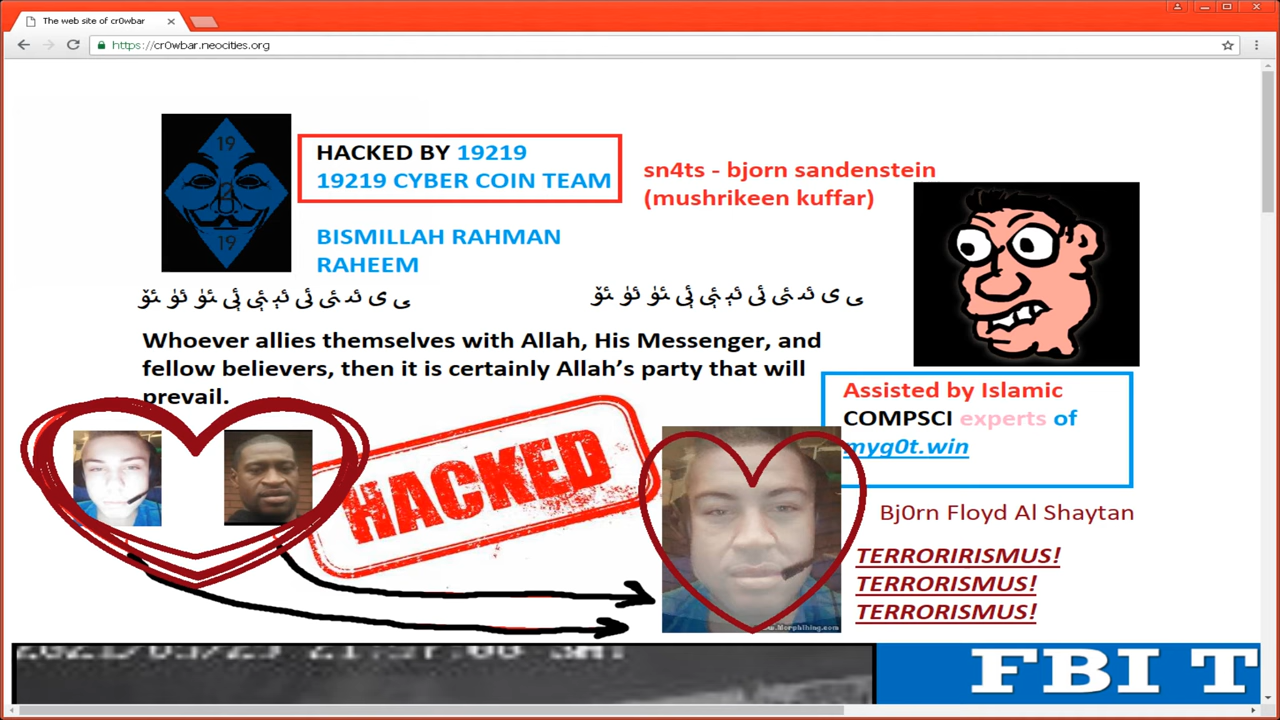 The web site of cr0wbar
https://cr0wbar.neocities.org
19
19
HACKED BY 19219
19219 CYBER COIN TEAM
sn4ts - bjorn sandenstein
(mushrikeen kuffar)
BISMILLAH RAHMAN
RAHEEM
Whoever allies themselves with Allah, His Messenger, and
fellow believers, then it is certainly Allah’s party that will
prevail.
Assisted by Islamic
COMPSCI experts of
myg0t.win
HACKED
Bj0rn Floyd Al Shaytan
TERRORIRISMUS!
TERRORISMUS!
TERRORISMUS!
FBI T